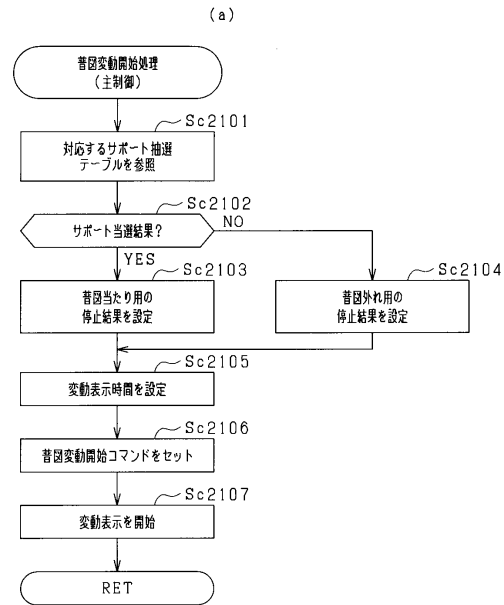 (a)
普図変動開始処理
(主制御)
Sc2101
対応するサポート抽選
テーブルを参照
Sc2102
サポート当選結果?
NO
YES
Sc2103
Sc2104
普図当たり用の
停止結果を設定
普図外れ用の
停止結果を設定
Sc2105
変動表示時間を設定
Sc2106
普図変動開始コマンドをセット
Sc2107
変動表示を開始
RET